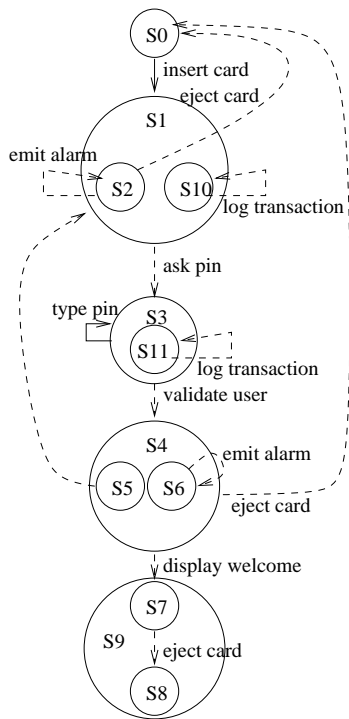 S0
insert card
eject card
S1
emit alarm
S2
S10
log transaction
ask pin
type pin
S3
S11
log transaction
validate user
S4
emit alarm
S5
S6
eject card
display welcome
S7
S9
eject card
S8